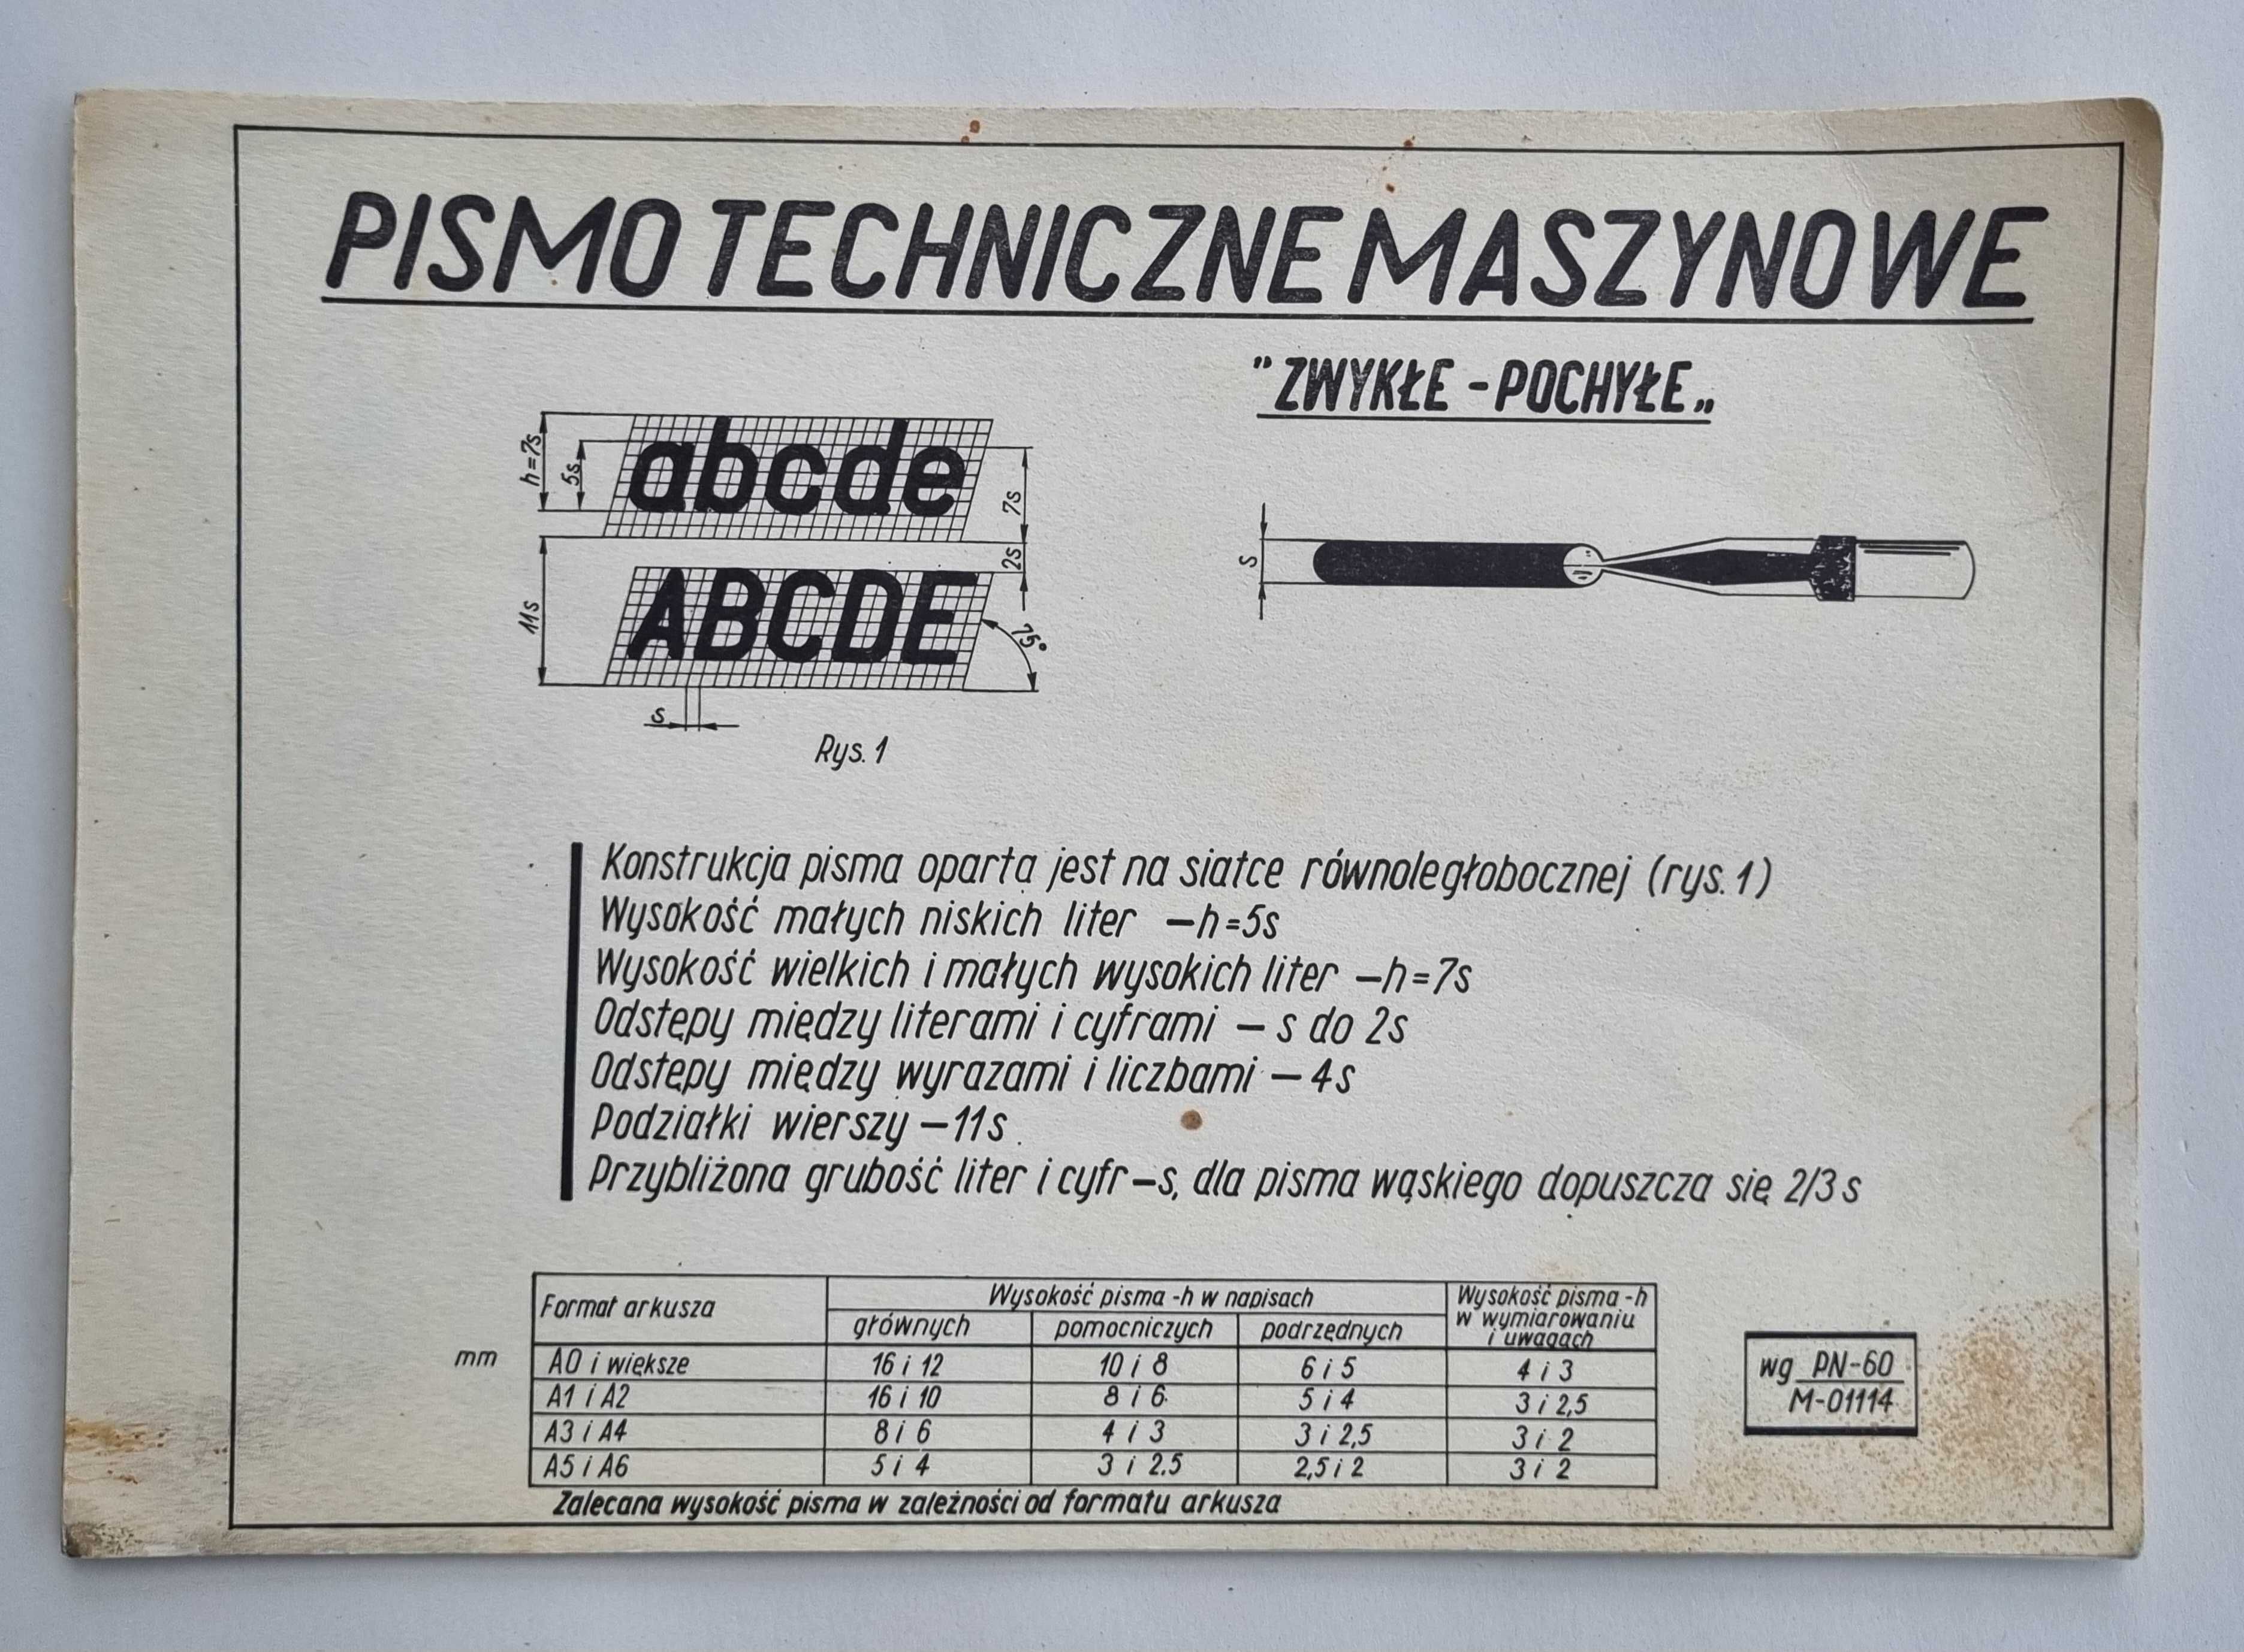 PISMO TECHNICZNE MASZYNOWE
"ZWYKŁE - POCHYŁE„
h=7s
5s
abcde
7s
2s
11s
ABCDE
75°
s
Rys. 1
s
Konstrukcja pisma oparta jest na siatce równoległobocznej (rys. 1)
Wysokość małych niskich liter – h=5s
Wysokość wielkich i małych wysokich liter – h=7s
Odstępy między literami i cyframi – s do 2s
Odstępy między wyrazami i liczbami – 4s
Podziałki wierszy – 11s
Przybliżona grubość liter i cyfr – s, dla pisma wąskiego dopuszcza się 2/3 s
mm
Format arkusza
Wysokość pisma -h w napisach
głównych pomocniczych podrzędnych
Wysokość pisma -h
w wymiarowaniu
i uwagach
A0 i większe 16 i 12 10 i 8 6 i 5 4 i 3
A1 i A2 16 i 10 8 i 6 5 i 4 3 i 2,5
A3 i A4 8 i 6 4 i 3 3 i 2,5 3 i 2
A5 i A6 5 i 4 3 i 2.5 2,5 i 2 3 i 2
Zalecana wysokość pisma w zależności od formatu arkusza
wg PN-60
M-01114